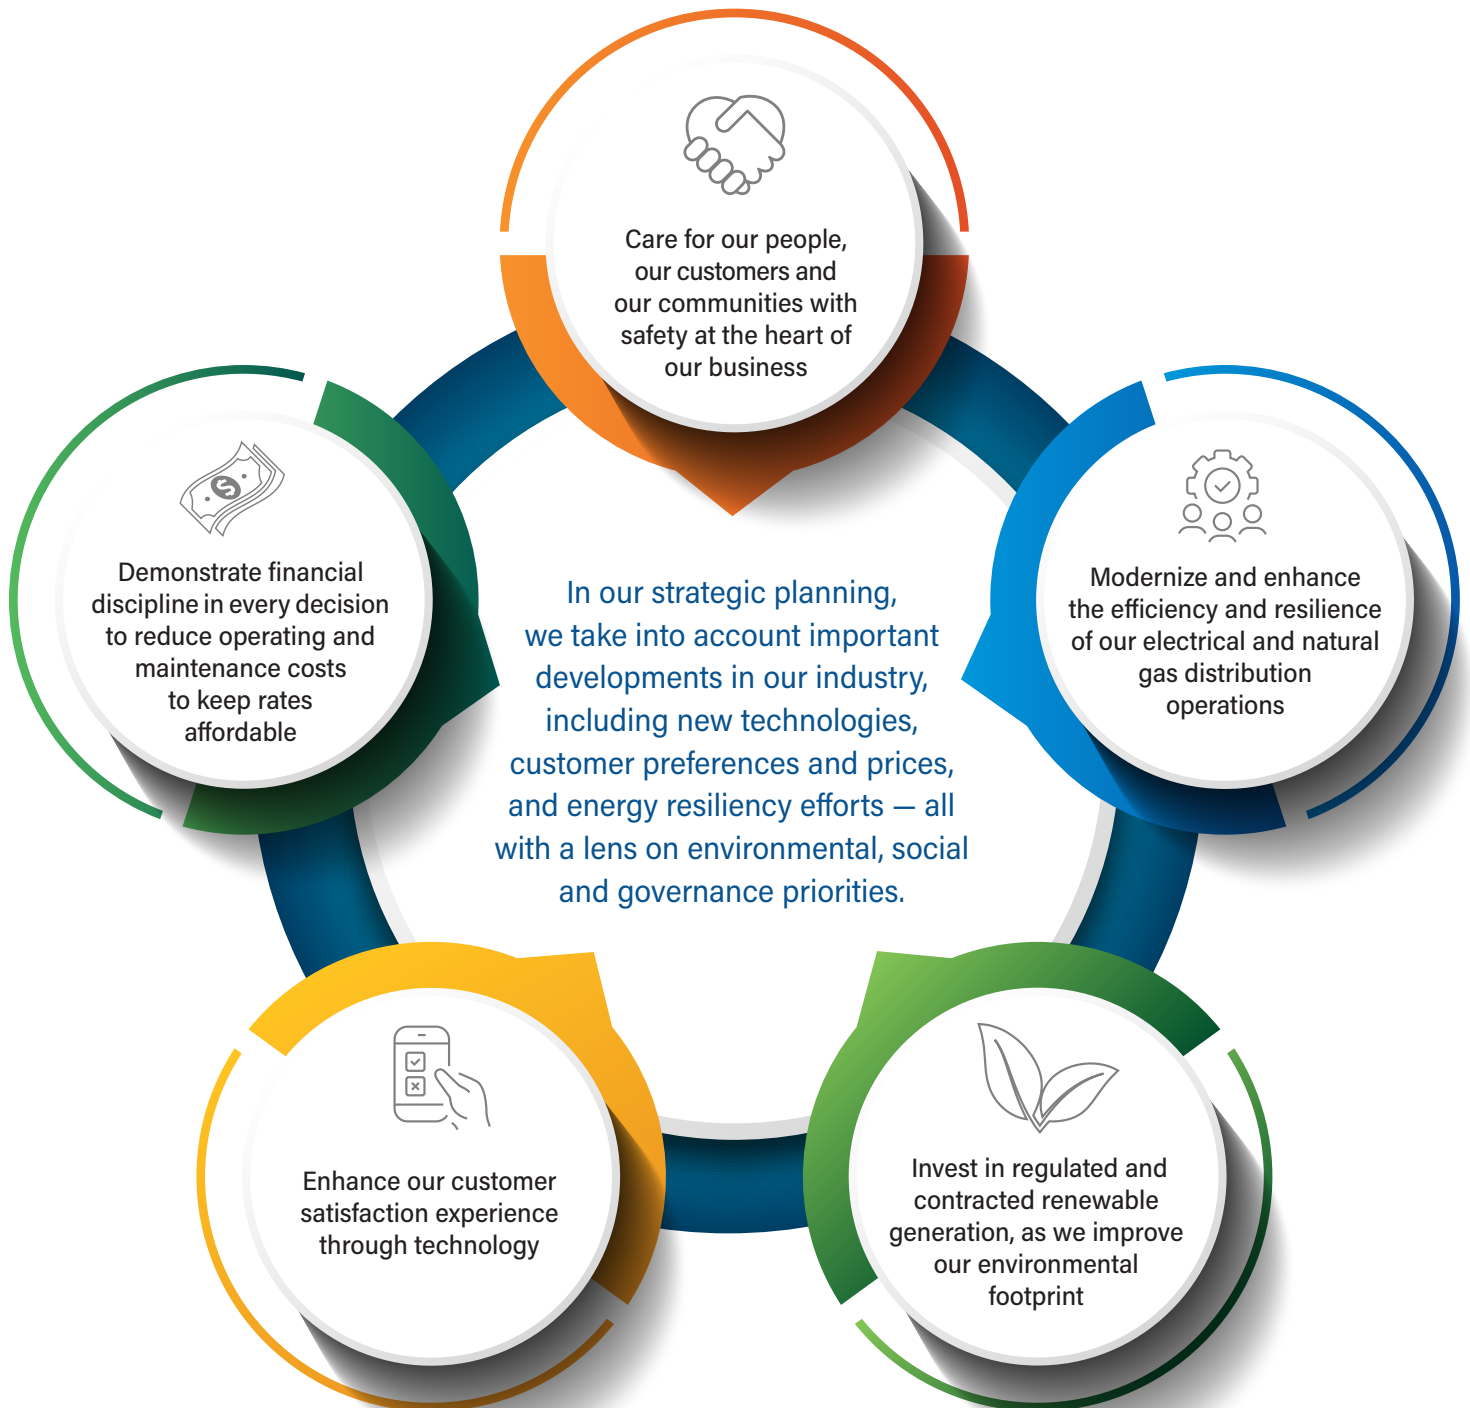 Care for our people,
our customers and
our communities with
safety at the heart of
our business
Modernize and enhance
the efficiency and resilience
of our electrical and natural
gas distribution
operations
Invest in regulated and
contracted renewable
generation, as we improve
our environmental
footprint
Enhance our customer
satisfaction experience
through technology
Demonstrate financial
discipline in every decision
to reduce operating and
maintenance costs
to keep rates
affordable
In our strategic planning,
we take into account important
developments in our industry,
including new technologies,
customer preferences and prices,
and energy resiliency efforts — all
with a lens on environmental, social
and governance priorities.